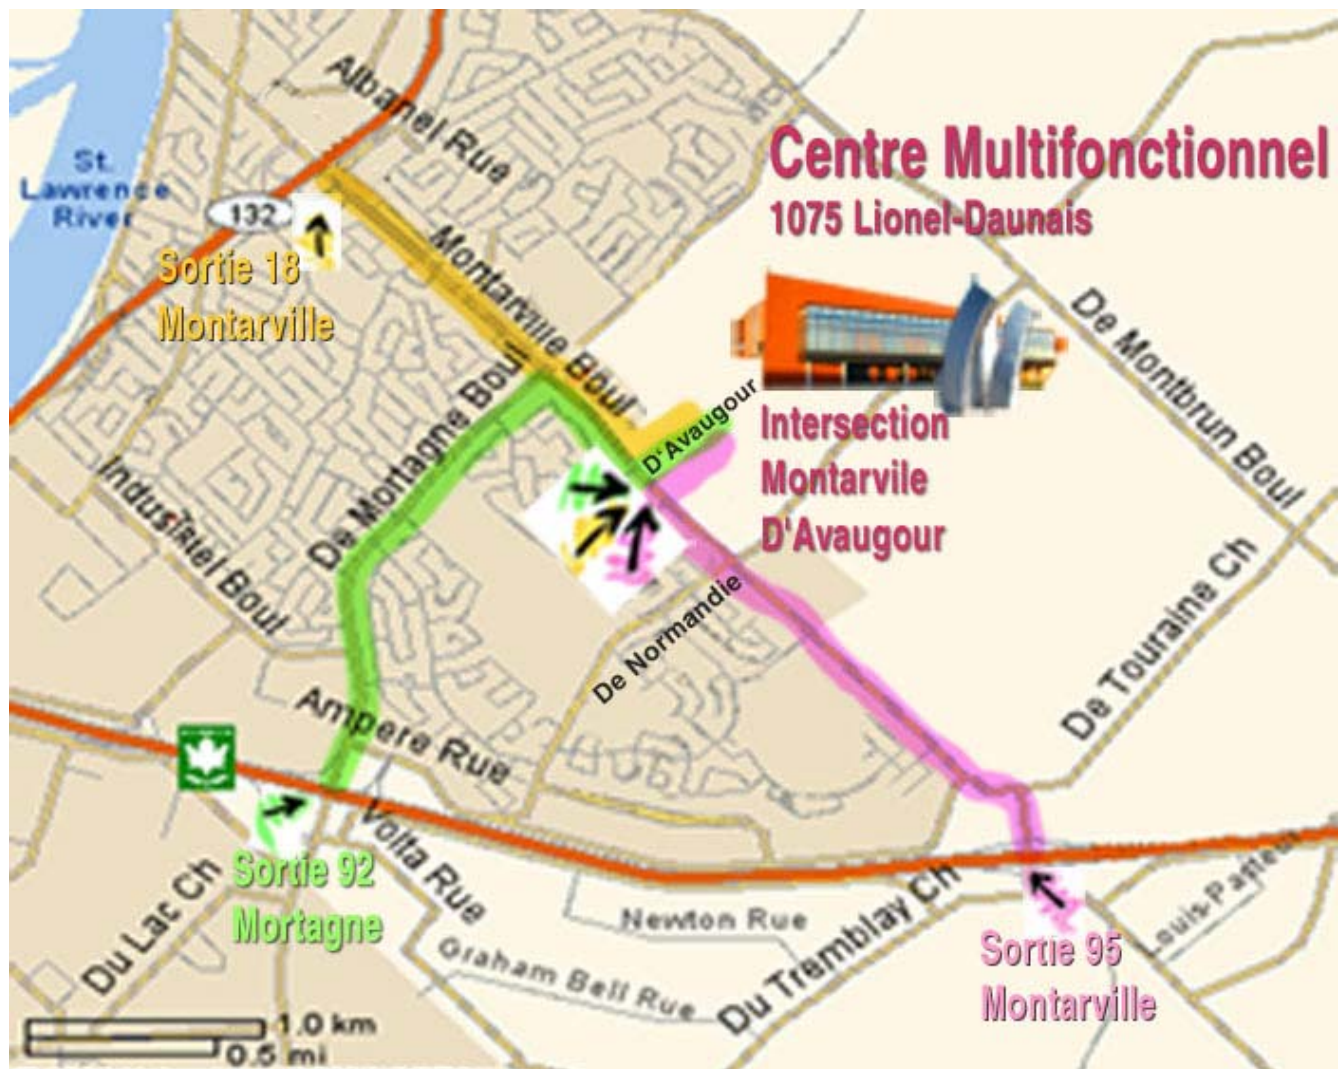 Albanel Rue
Centre Multifonctionnel
1075 Lionel-Daunais
St.
Lawrence
River
132
Sortie 18
Montarville
Montarville Boul
De Montbrun Boul
D'Avaugour
Intersection
Montarvile
D'Avaugour
De Mortagne Boul
Industriel Boul
De Normandie
De Touraine Ch
Ampere Rue
Volta Rue
Sortie 92
Mortagne
Du Lac Ch
Newton Rue
Graham Bell Rue
Du Tremblay Ch
Louis-Pasteur
Sortie 95
Montarville
1.0 km
0.5 mi